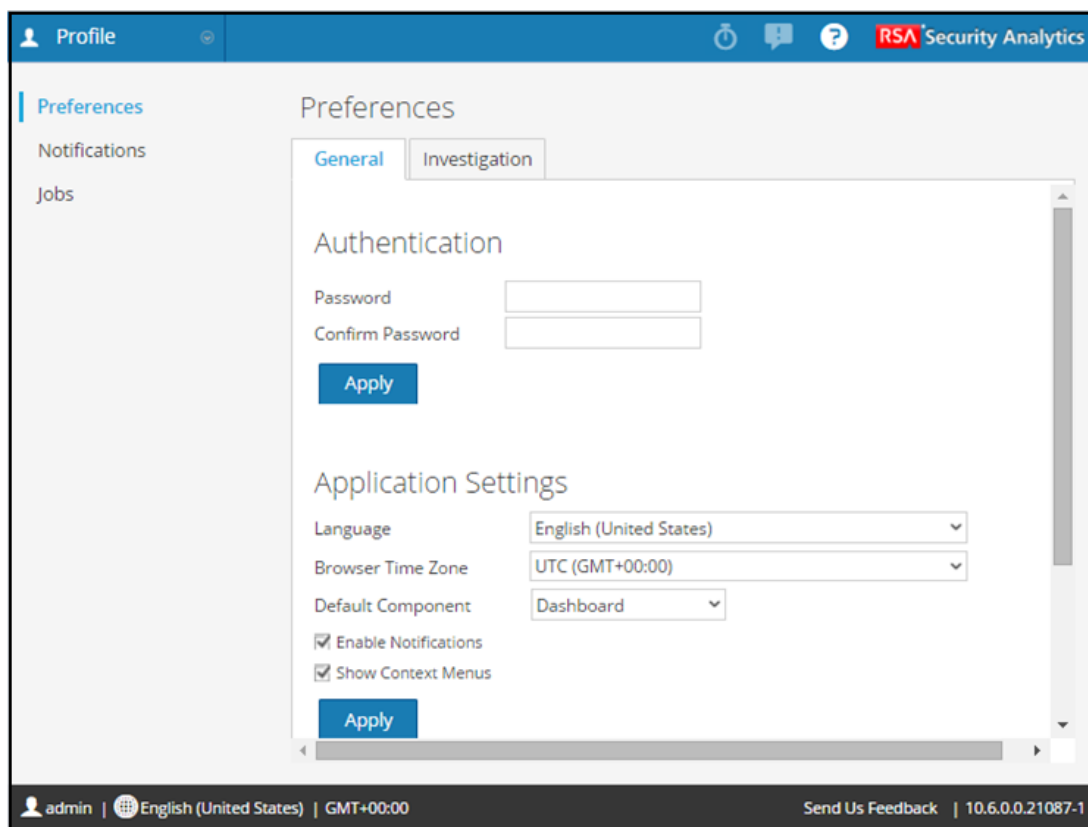 Profile
RSA Security Analytics
Preferences
Notifications
Jobs
Preferences
General
Investigation
Authentication
Password
Confirm Password
Apply
Application Settings
Language
English (United States)
Browser Time Zone
UTC (GMT+00:00)
Default Component
Dashboard
Enable Notifications
Show Context Menus
Apply
admin | English (United States) | GMT+00:00
Send Us Feedback | 10.6.0.0.21087-1